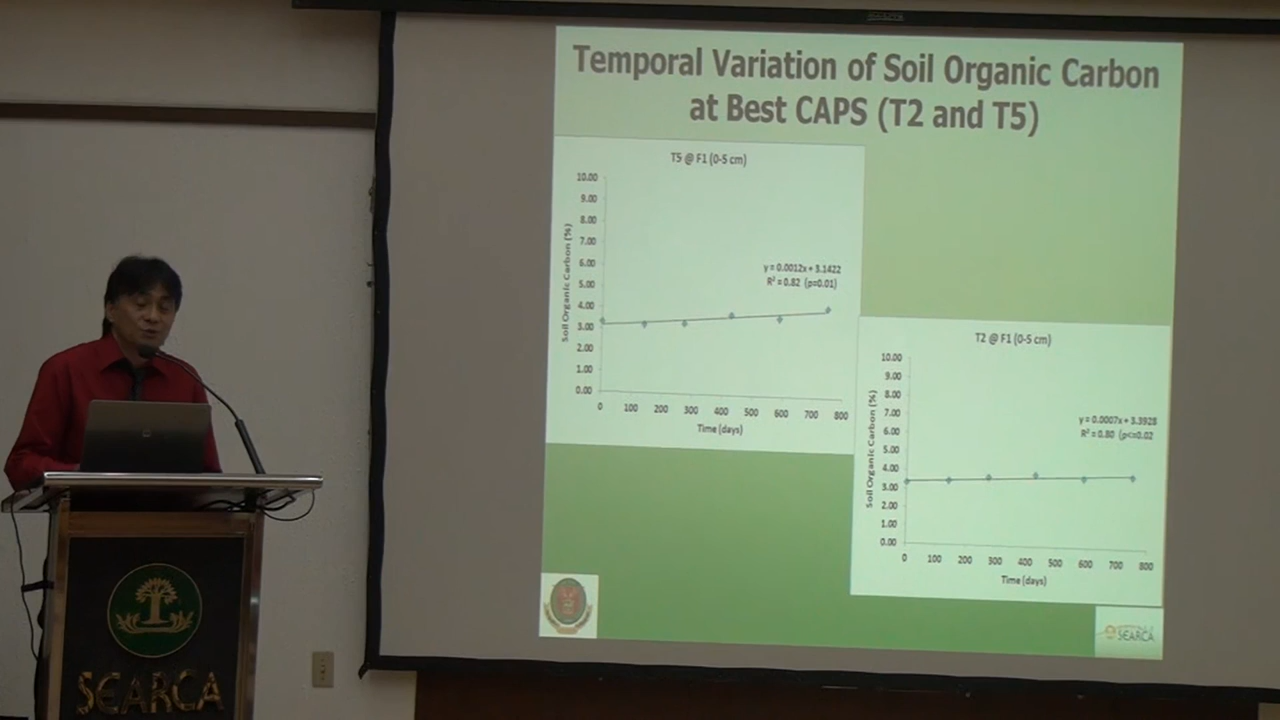 Temporal Variation of Soil Organic Carbon
at Best CAPS (T2 and T5)
T5 @ F1 (0-5 cm)
10.00
9.00
8.00
7.00
6.00
5.00
4.00
3.00
2.00
1.00
0.00
Soil Organic Carbon (%)
y = 0.0012x + 3.1422
R² = 0.82 (p=0.01)
0 100 200 300 400 500 600 700 800
Time (days)
T2 @ F1 (0-5 cm)
10.00
9.00
8.00
7.00
6.00
5.00
4.00
3.00
2.00
1.00
0.00
Soil Organic Carbon (%)
y = 0.0007x + 3.3928
R² = 0.80 (p<=0.02
0 100 200 300 400 500 600 700 800
Time (days)
SEARCA
SEARCA